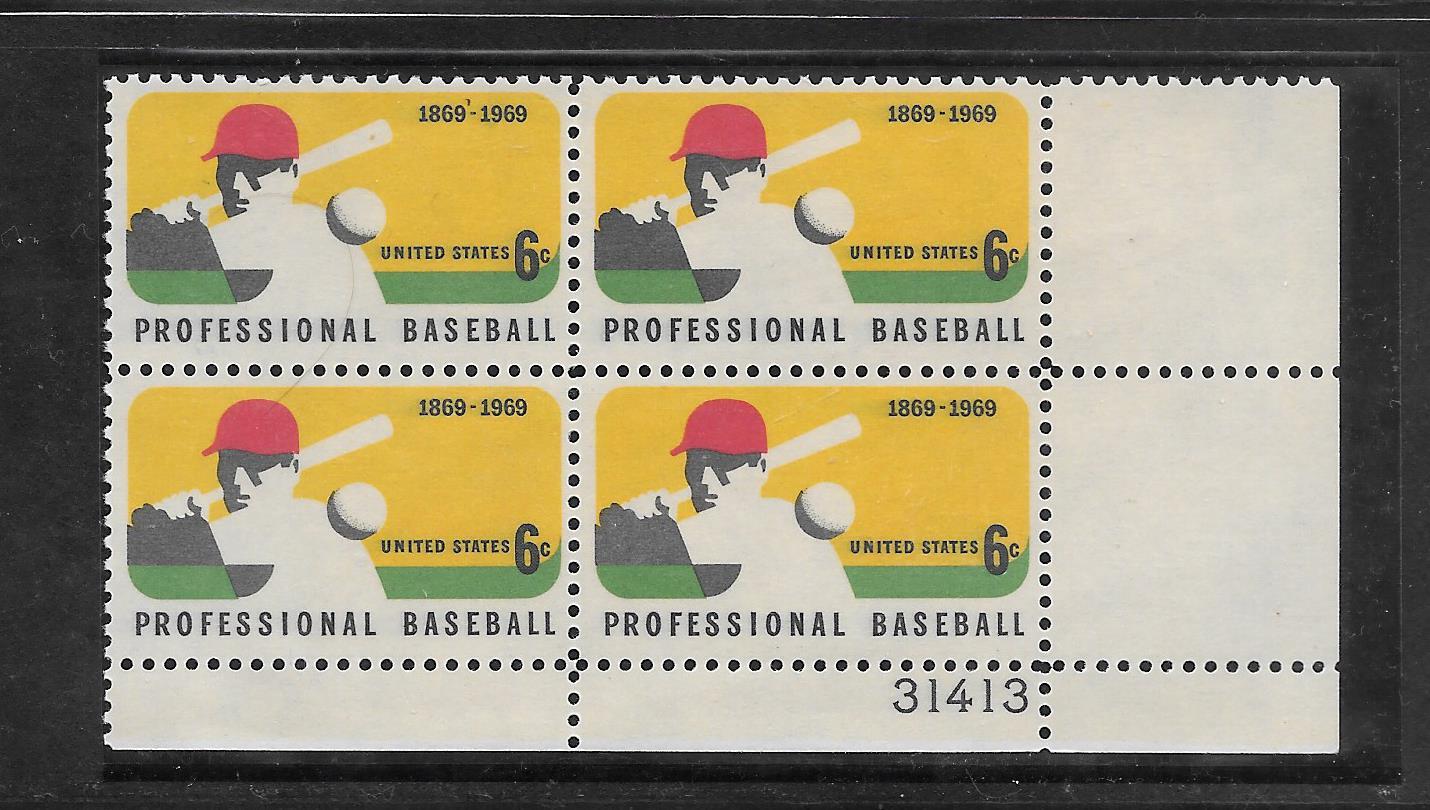 1869-1969
UNITED STATES 6c
PROFESSIONAL BASEBALL
1869-1969
UNITED STATES 6c
PROFESSIONAL BASEBALL
1869-1969
UNITED STATES 6c
PROFESSIONAL BASEBALL
1869-1969
UNITED STATES 6c
PROFESSIONAL BASEBALL
31413